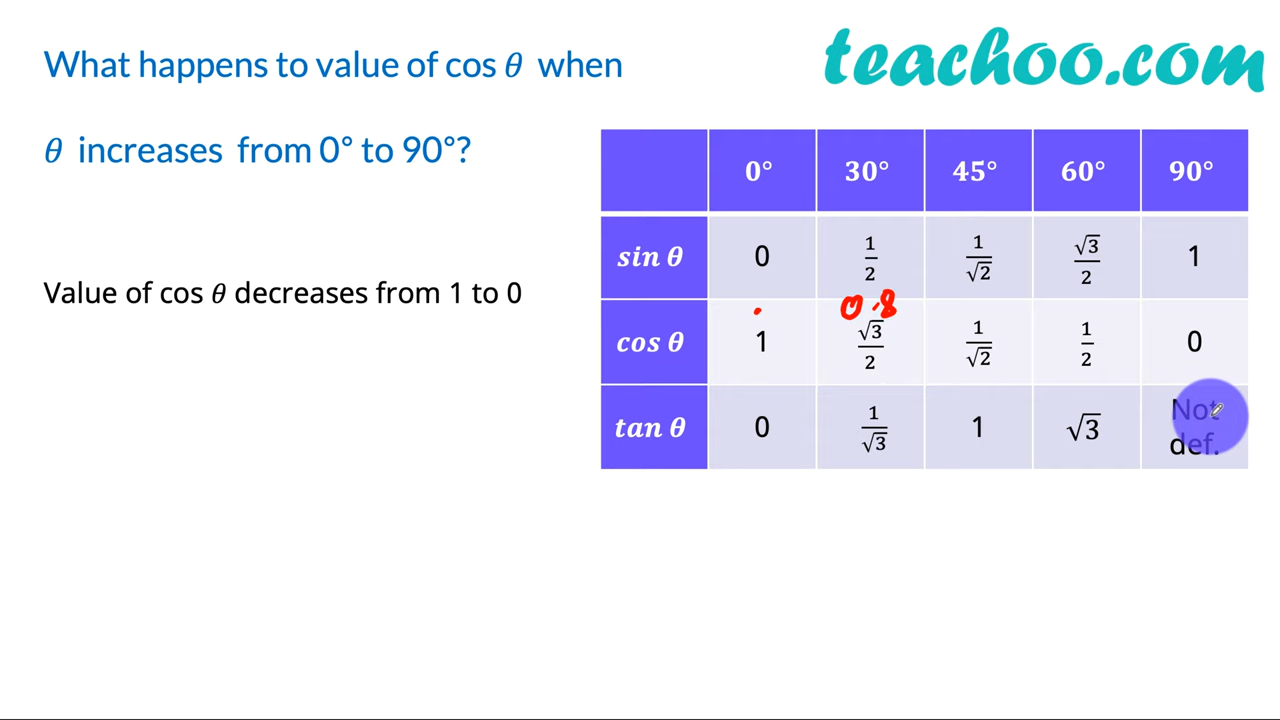 What happens to value of cos θ when
teachoo.com
θ increases from 0° to 90°?
0° 30° 45° 60° 90°
sin θ 0 1/2 1/√2 √3/2 1
Value of cos θ decreases from 1 to 0
0.8
cos θ 1 √3/2 1/√2 1/2 0
tan θ 0 1/√3 1 √3 Not def.